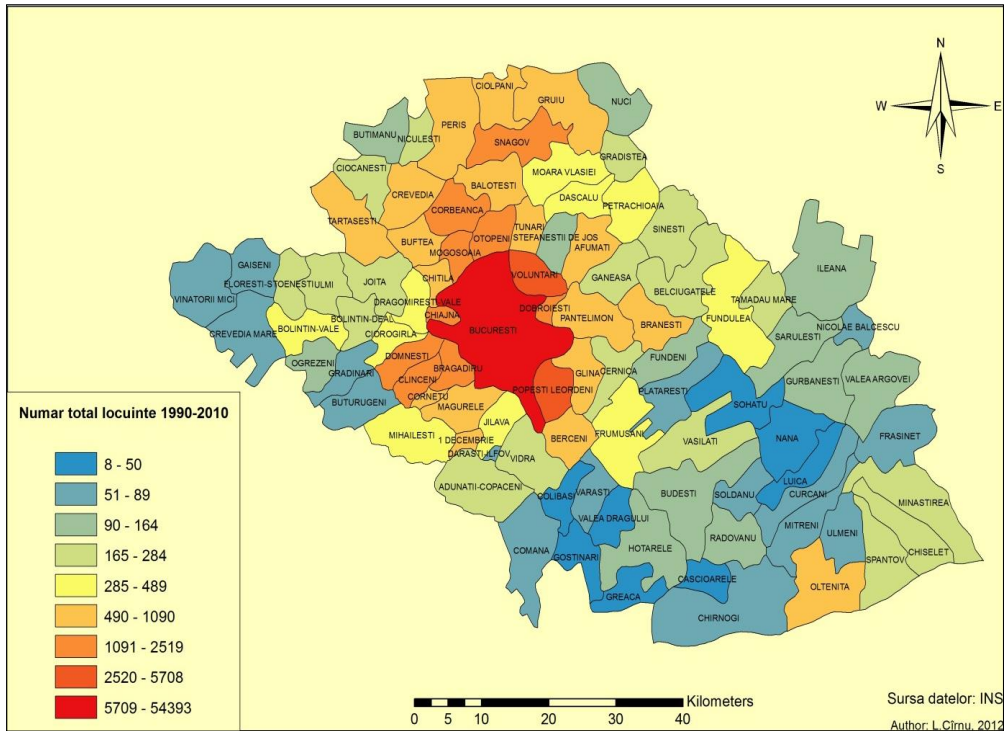 CIOLPANI
GRUIU
NUCI
N
W
E
S
PERIS
BUTIMANU
NICULESTI
SNAGOV
GRADISTEA
CIOCANESTI
MOARA VLASIEI
BALOTESTI
CREVEDIA
DASCALU
PETRACHIOAIA
CORBEANCA
TARTASESTI
TUNARI
OTOPENI
STEFANESTII DE JOS
SINESTI
BUFTEA
AFUMATI
MOGOSOAIA
GAISENI
ILEANA
VOLUNTARI
CHITILA
GANEASA
JOITA
FLORESTI-STOENESTI
ULMI
BELCIUGATELE
VINATORII MICI
DRAGOMIRESTI-VALE
TAMADAU MARE
DOBROIESTI
CHIAJNA
PANTELIMON
FUNDULEA
BOLINTIN-DEAL
BRANESTI
BOLINTIN-VALE
BUCURESTI
NICOLAE BALCESCU
CREVEDIA MARE
CIOROGIRLA
SARULESTI
DOMNESTI
FUNDENI
OGREZENI
BRAGADIRU
GLINA
CERNICA
VALEA ARGOVEI
GRADINARI
CLINCENI
GURBANESTI
PLATARESTI
POPESTI LEORDENI
CORNETU
BUTURUGENI
SOHATU
MAGURELE
JILAVA
FRUMUSANI
MIHAILESTI
1 DECEMBRIE
BERCENI
VASILATI
NANA
FRASINET
DARASTI-ILFOV
VIDRA
LUICA
ADUNATII-COPACENI
VARASTI
BUDESTI
SOLDANU
CURCANI
COLIBASI
MINASTIREA
VALEA DRAGULUI
MITRENI
ULMENI
RADOVANU
COMANA
HOTARELE
CHISELET
GOSTINARI
SPANTOV
CASCIOARELE
OLTENITA
GREACA
CHIRNOGI
Numar total locuinte 1990-2010
8 - 50
51 - 89
90 - 164
165 - 284
285 - 489
490 - 1090
1091 - 2519
2520 - 5708
5709 - 54393
Kilometers
0 5 10 20 30 40
Sursa datelor: INS
Author: L.Cîrnu, 2012